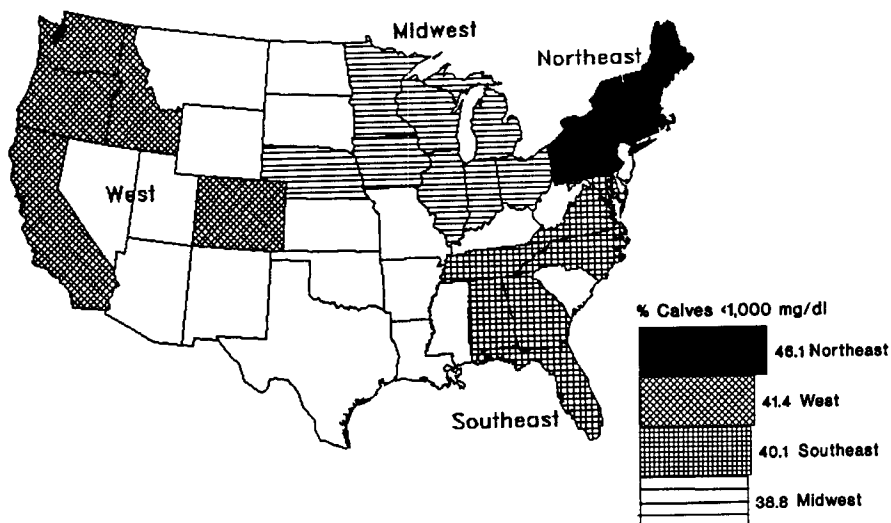 Midwest
Northeast
West
Southeast
% Calves <1,000 mg/dl
46.1 Northeast
41.4 West
40.1 Southeast
38.8 Midwest